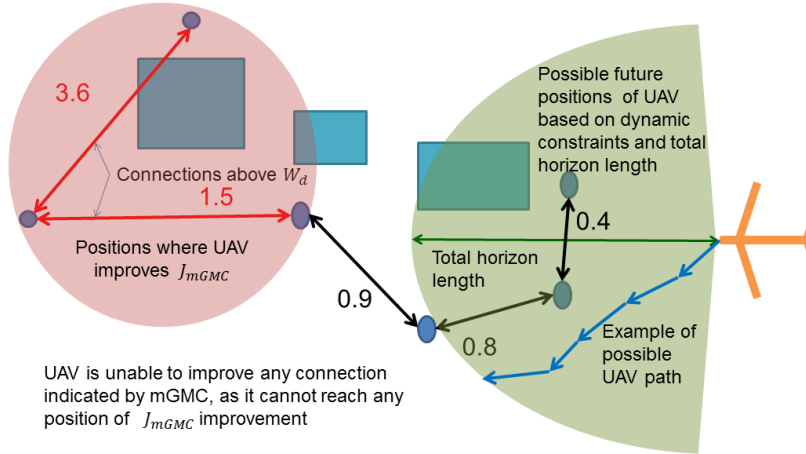 3.6
Connections above W_d
1.5
Positions where UAV
improves J_mGMC
0.9
UAV is unable to improve any connection
indicated by mGMC, as it cannot reach any
position of J_mGMC improvement
Possible future
positions of UAV
based on dynamic
constraints and total
horizon length
0.4
Total horizon
length
0.8
Example of
possible
UAV path